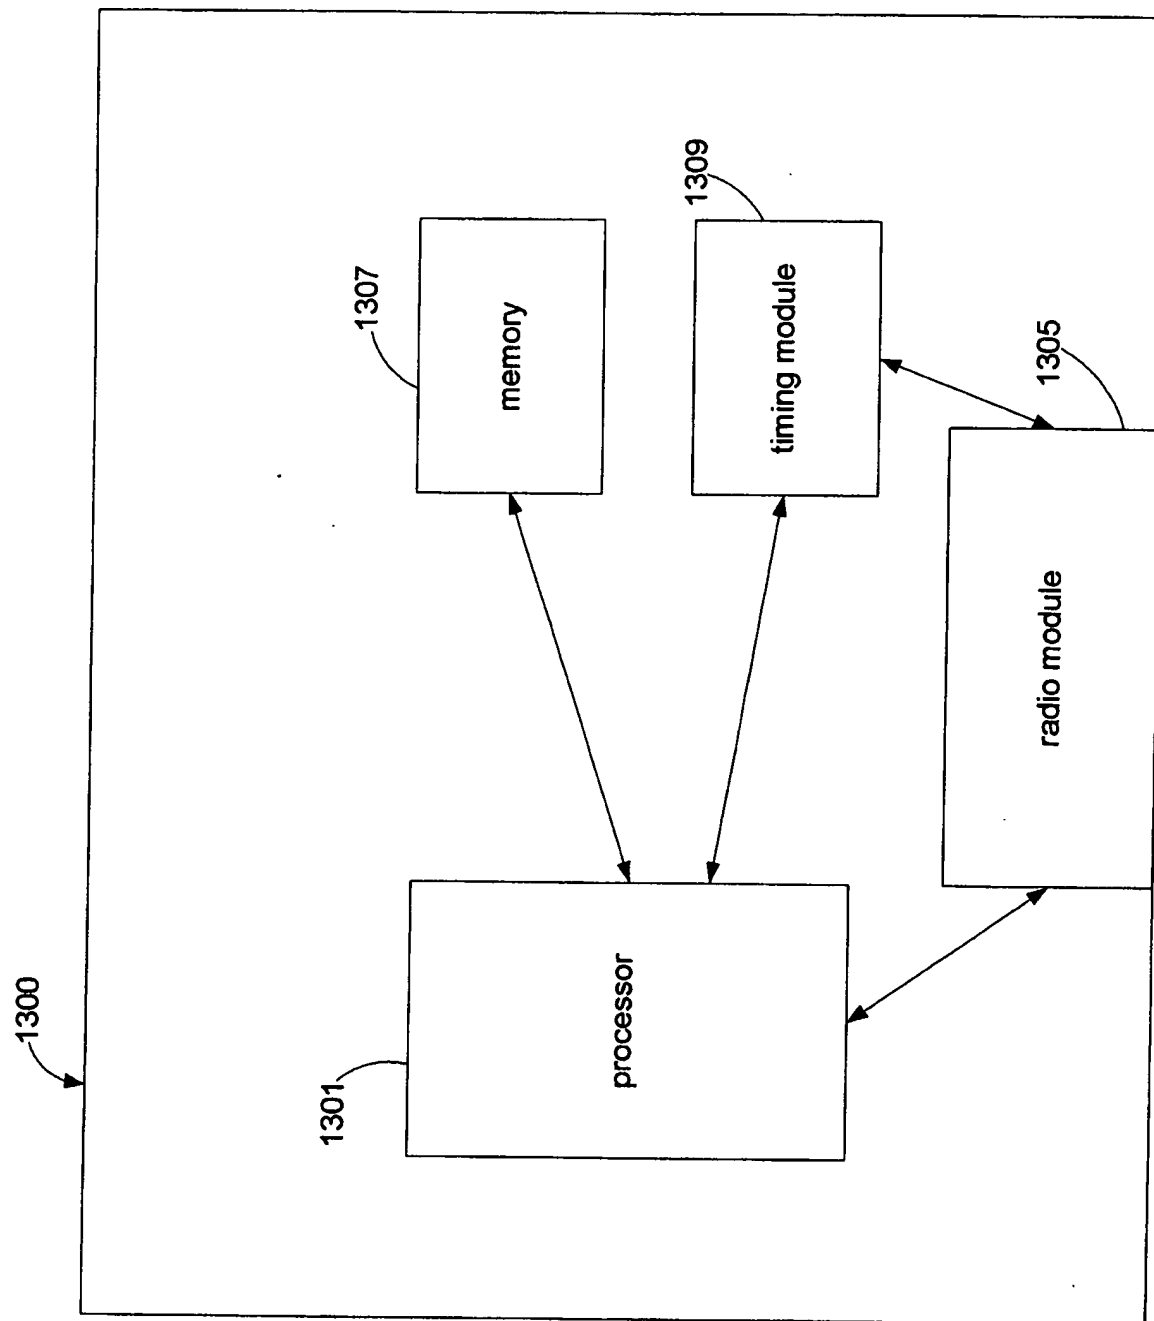 1300
1301
processor
1307
memory
1309
timing module
1305
radio module